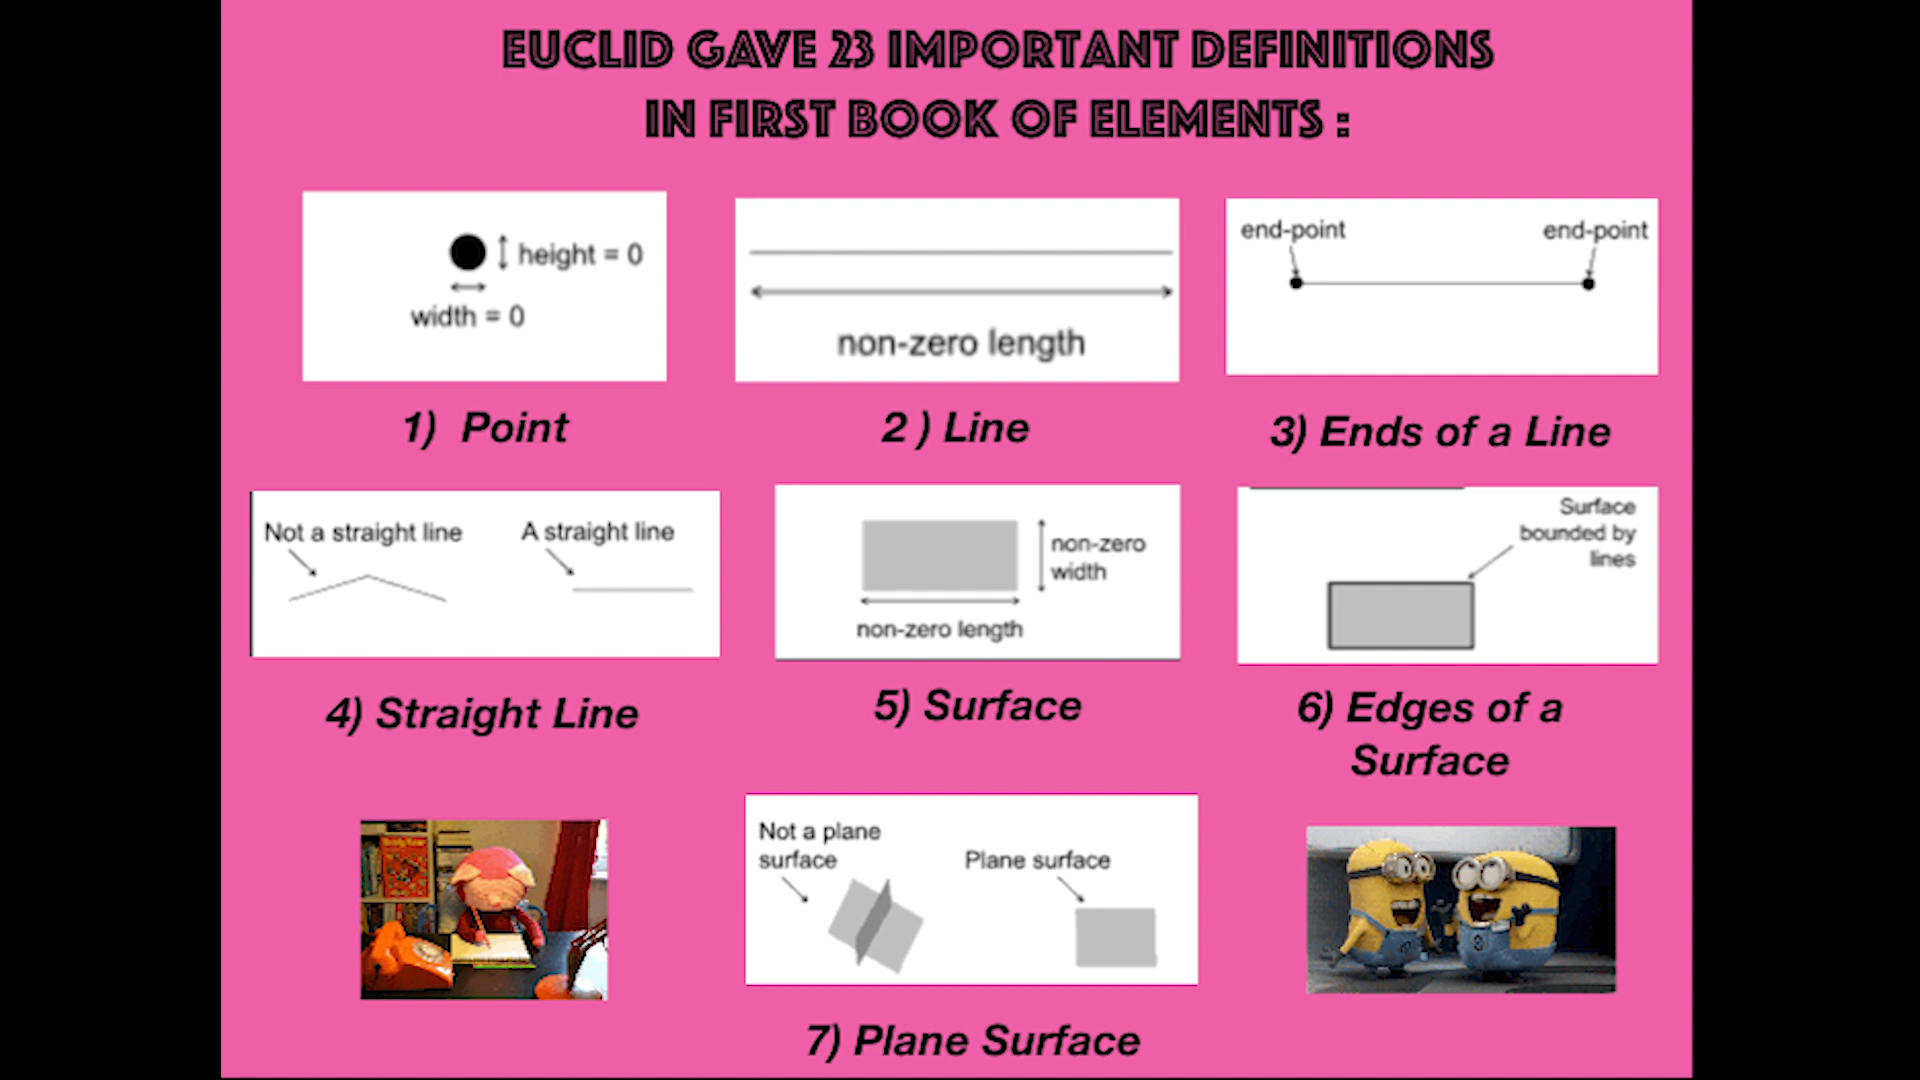 EUCLID GAVE 23 IMPORTANT DEFINITIONS
IN FIRST BOOK OF ELEMENTS :
height = 0
width = 0
1) Point
non-zero length
2 ) Line
end-point end-point
3) Ends of a Line
Not a straight line A straight line
4) Straight Line
non-zero
width
non-zero length
5) Surface
Surface
bounded by
lines
6) Edges of a
Surface
Not a plane
surface
Plane surface
7) Plane Surface